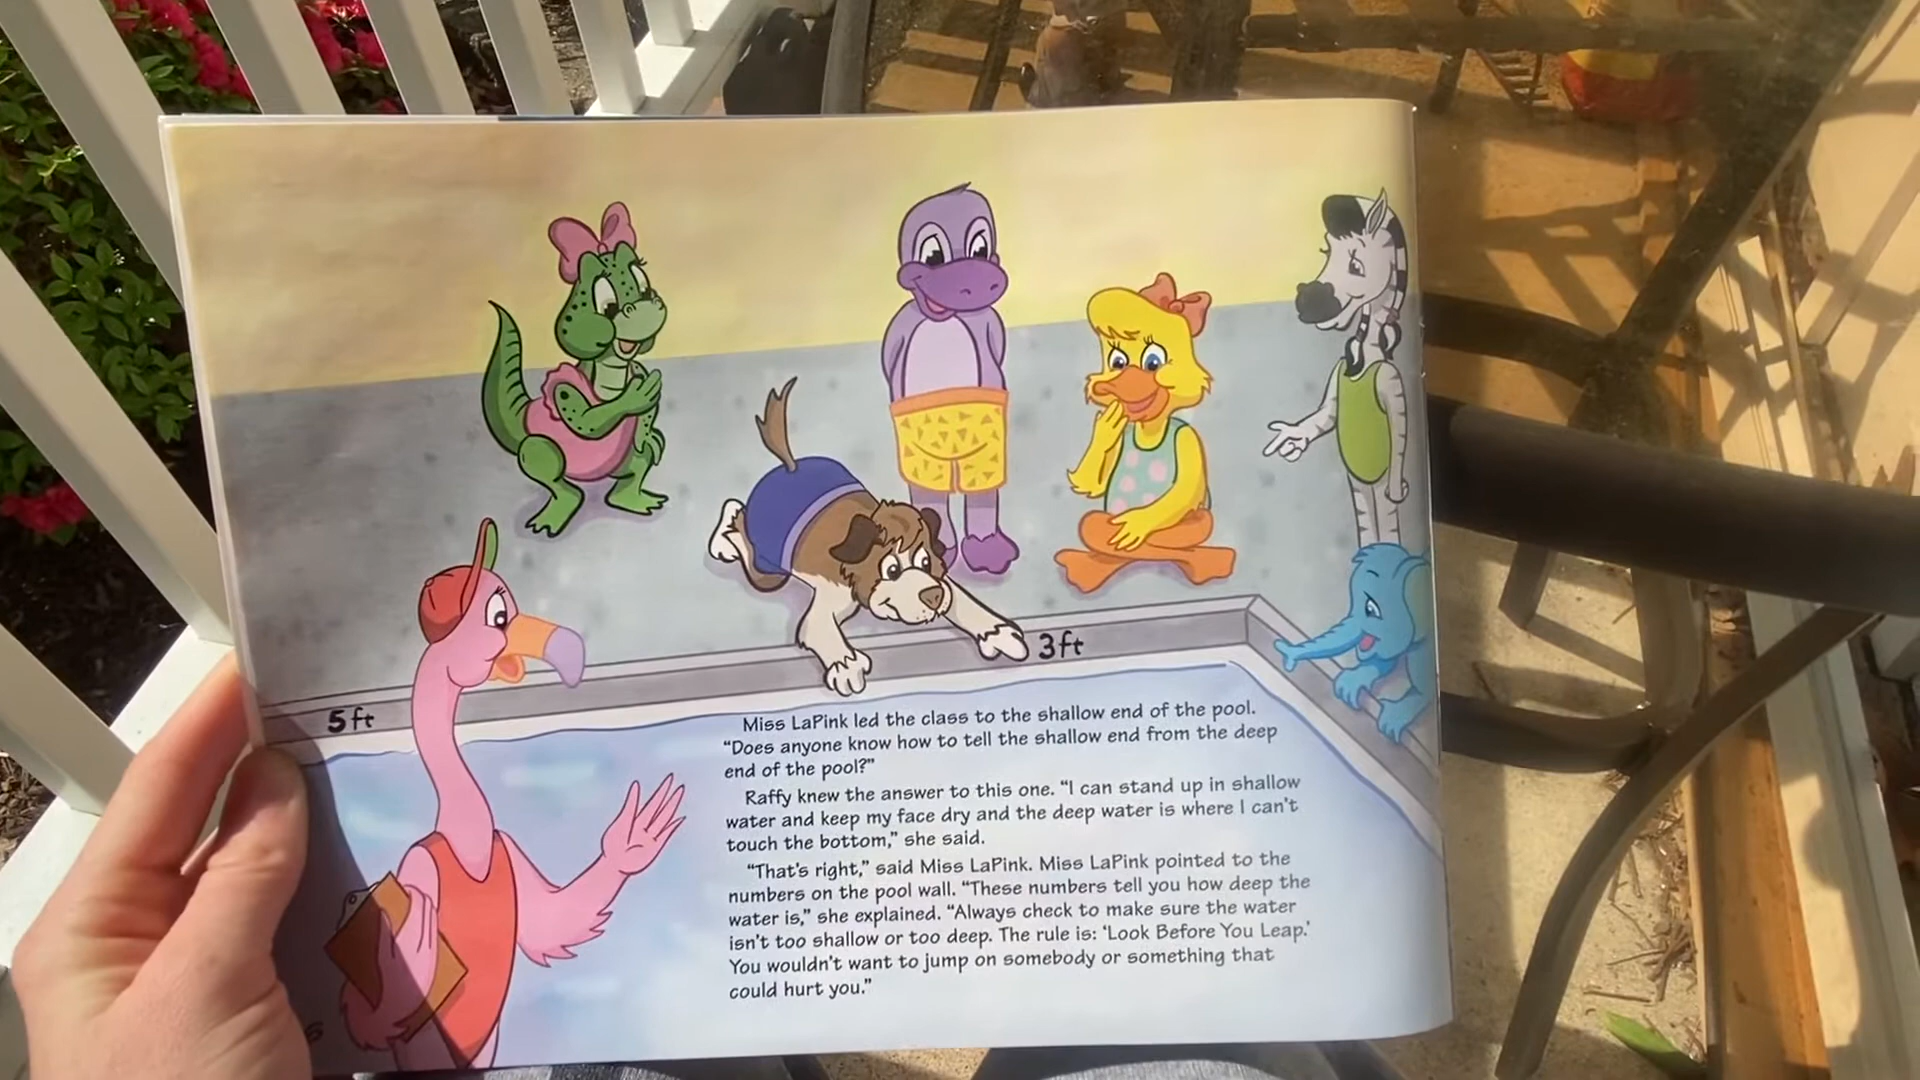 3ft
5ft
Miss LaPink led the class to the shallow end of the pool.
“Does anyone know how to tell the shallow end from the deep
end of the pool?”
Raffy knew the answer to this one. “I can stand up in shallow
water and keep my face dry and the deep water is where I can’t
touch the bottom,” she said.
“That’s right,” said Miss LaPink. Miss LaPink pointed to the
numbers on the pool wall. “These numbers tell you how deep the
water is,” she explained. “Always check to make sure the water
isn’t too shallow or too deep. The rule is: ‘Look Before You Leap.’
You wouldn’t want to jump on somebody or something that
could hurt you.”